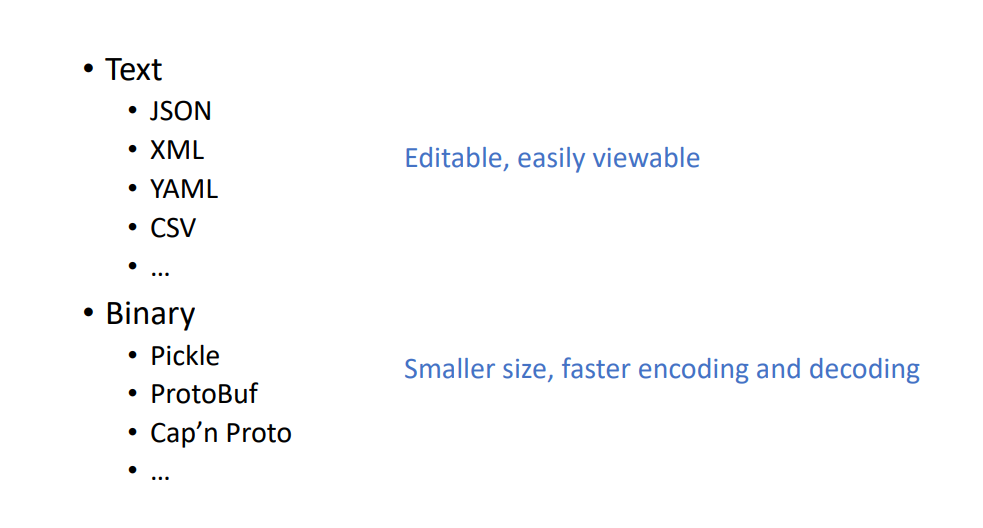 • Text
• JSON
• XML
Editable, easily viewable
• YAML
• CSV
• ...
• Binary
• Pickle
Smaller size, faster encoding and decoding
• ProtoBuf
• Cap’n Proto
• ...